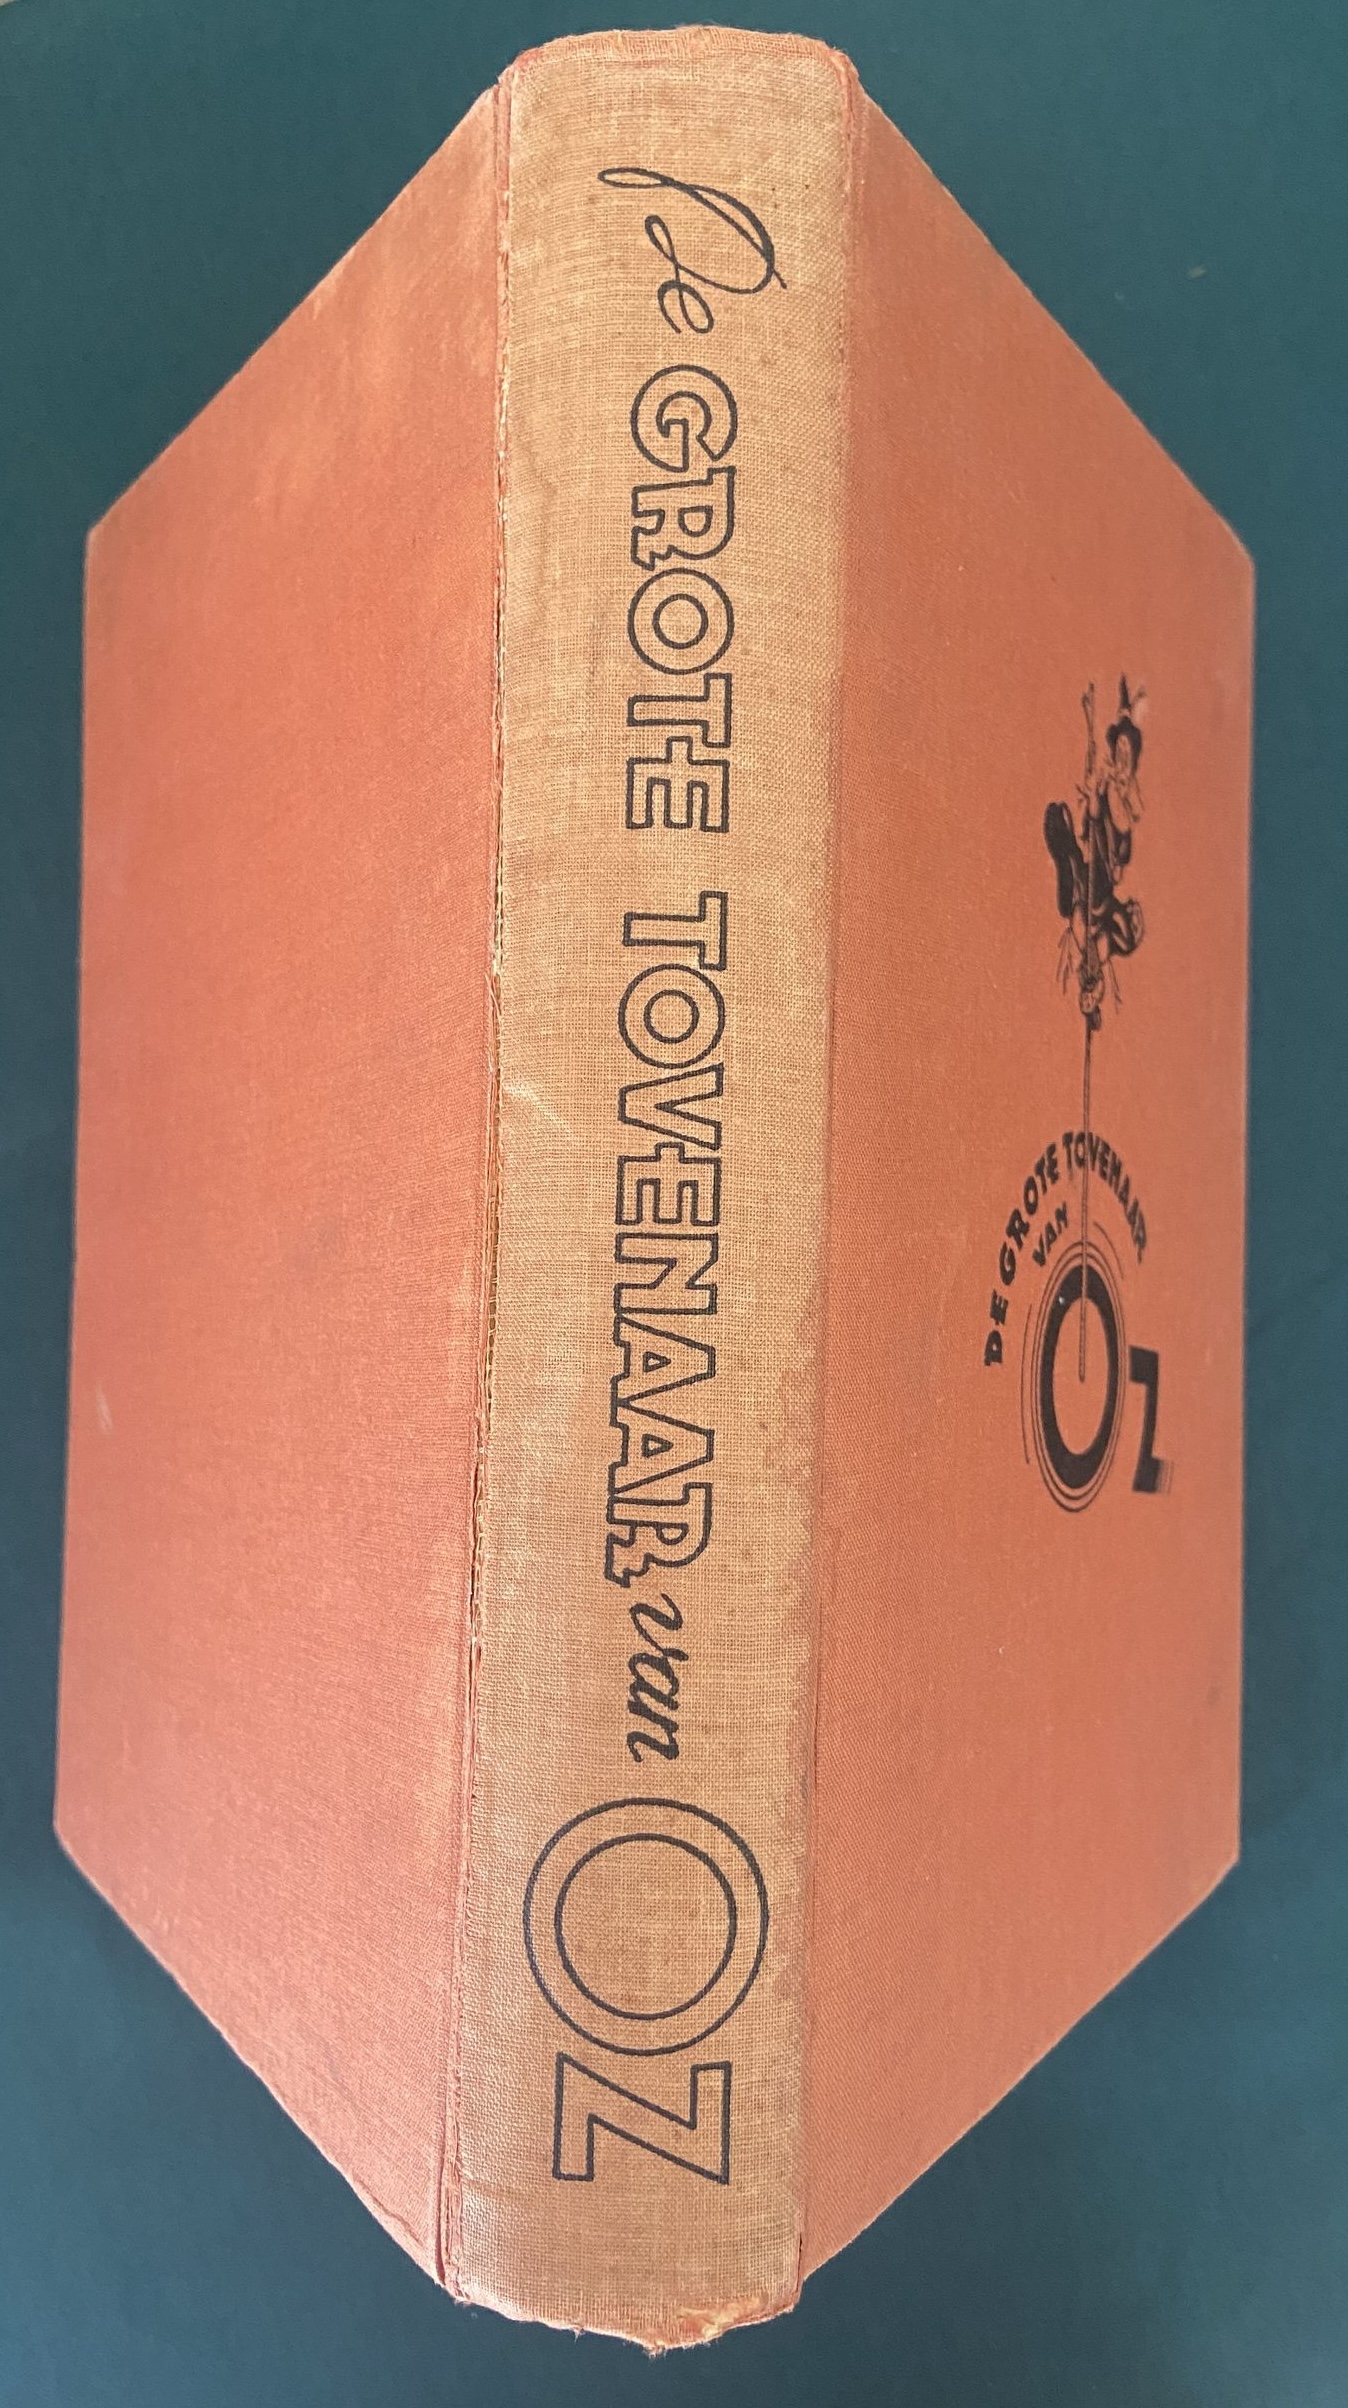 De GROTE TOVENAAR van OZ
DE GROTE TOVENAAR
VAN
OZ